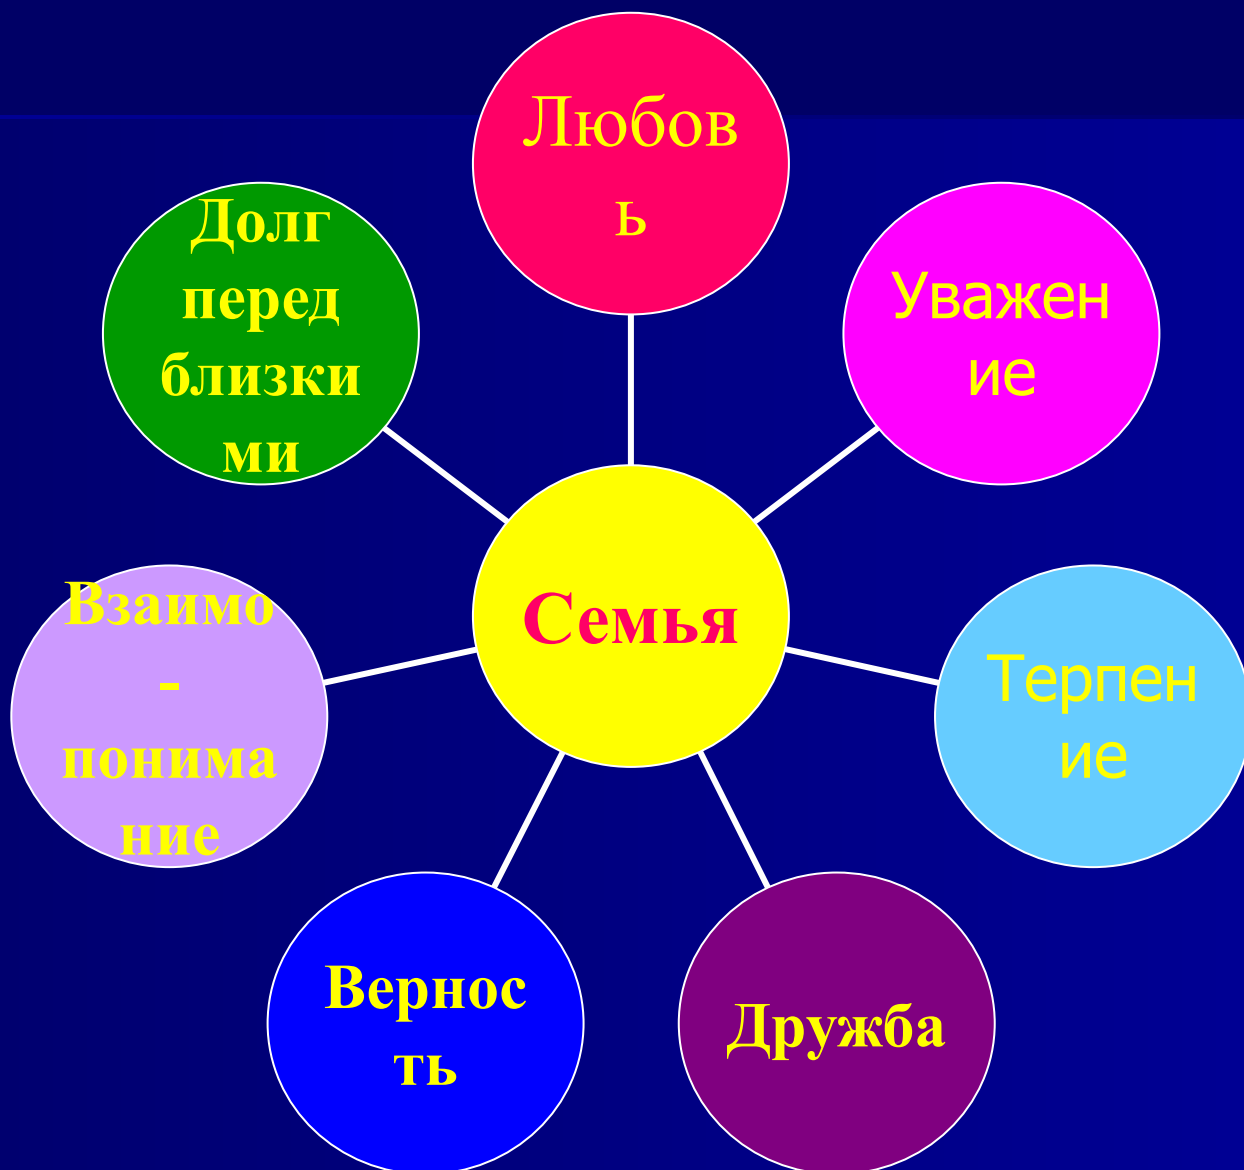 Любов
ь
Уважен
ие
Терпен
ие
Дружба
Вернос
ть
Взаимо
-
понима
ние
Долг
перед
близки
ми
Семья